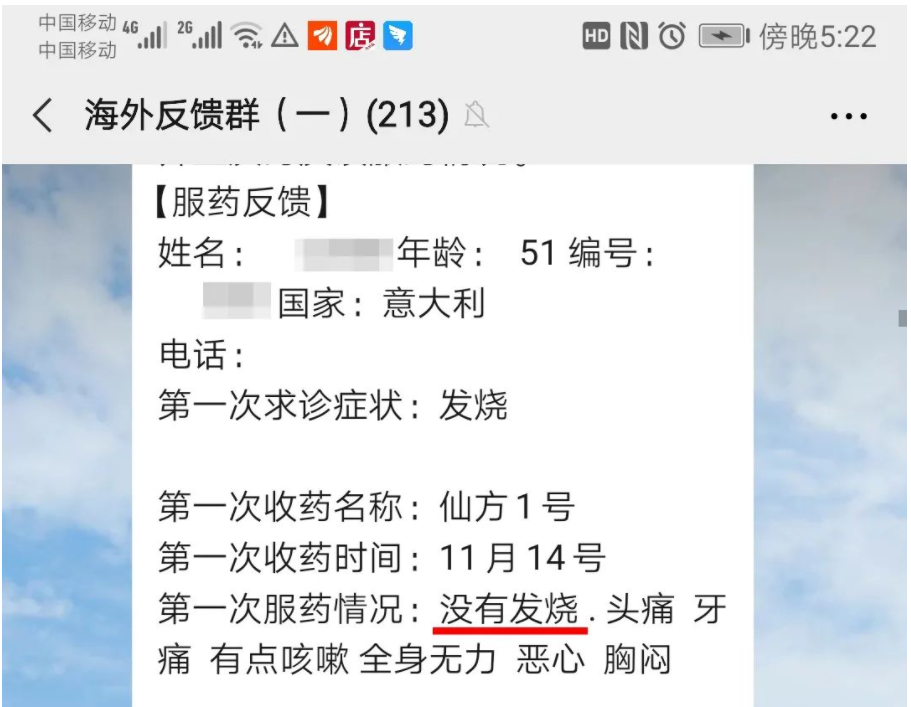 中国移动 4G 2G 店 HD 傍晚5:22
中国移动
海外反馈群（一）(213)
【服药反馈】
姓名： 年龄： 51 编号：
国家：意大利
电话：
第一次求诊症状：发烧
第一次收药名称：仙方1号
第一次收药时间：11月14号
第一次服药情况：没有发烧.头痛 牙
痛 有点咳嗽 全身无力 恶心 胸闷